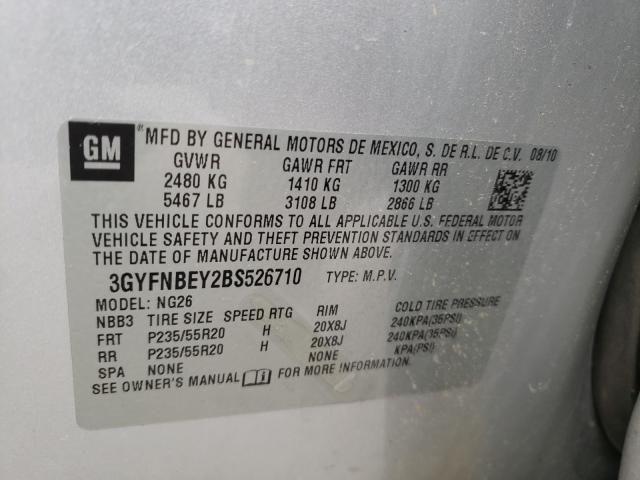 GM
® MFD BY GENERAL MOTORS DE MEXICO, S. DE R.L. DE C.V. 08/10
GVWR GAWR FRT GAWR RR
2480 KG 1410 KG 1300 KG
5467 LB 3108 LB 2866 LB
THIS VEHICLE CONFORMS TO ALL APPLICABLE U.S. FEDERAL MOTOR
VEHICLE SAFETY AND THEFT PREVENTION STANDARDS IN EFFECT ON
THE DATE OF MANUFACTURE SHOWN ABOVE.
3GYFNBEY2BS526710 TYPE: M.P.V.
MODEL: NG26
NBB3 TIRE SIZE SPEED RTG RIM COLD TIRE PRESSURE
FRT P235/55R20 H 20X8J 240KPA(35PSI)
RR P235/55R20 H 20X8J 240KPA(35PSI)
SPA NONE NONE KPA(PSI)
SEE OWNER'S MANUAL FOR MORE INFORMATION.